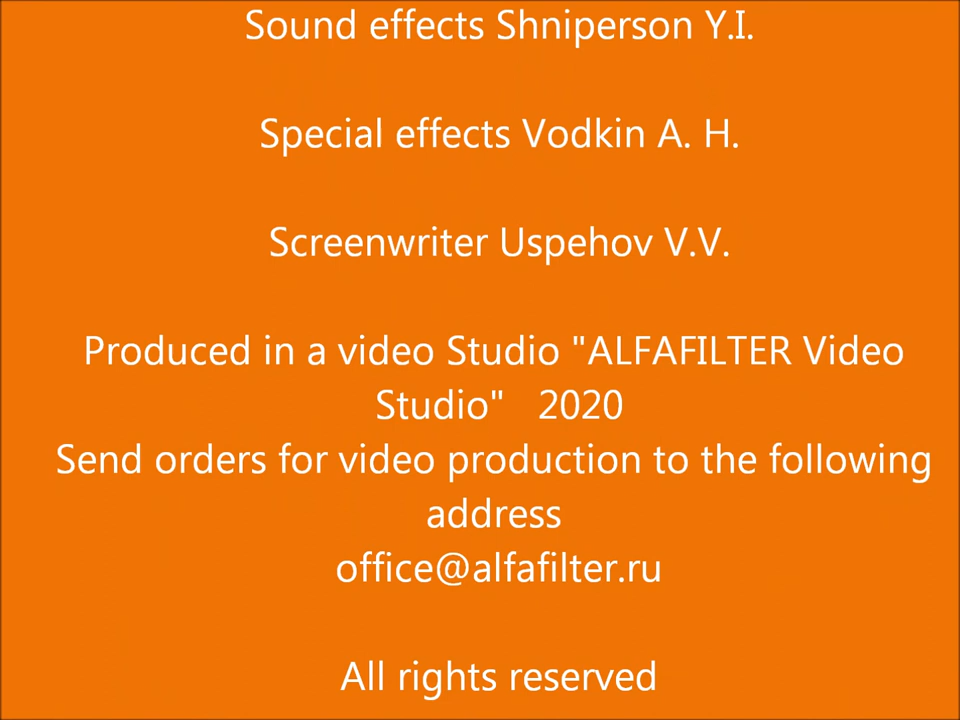 Sound effects Shniperson Y.I.
Special effects Vodkin A. H.
Screenwriter Uspehov V.V.
Produced in a video Studio "ALFAFILTER Video
Studio" 2020
Send orders for video production to the following
address
office@alfafilter.ru
All rights reserved